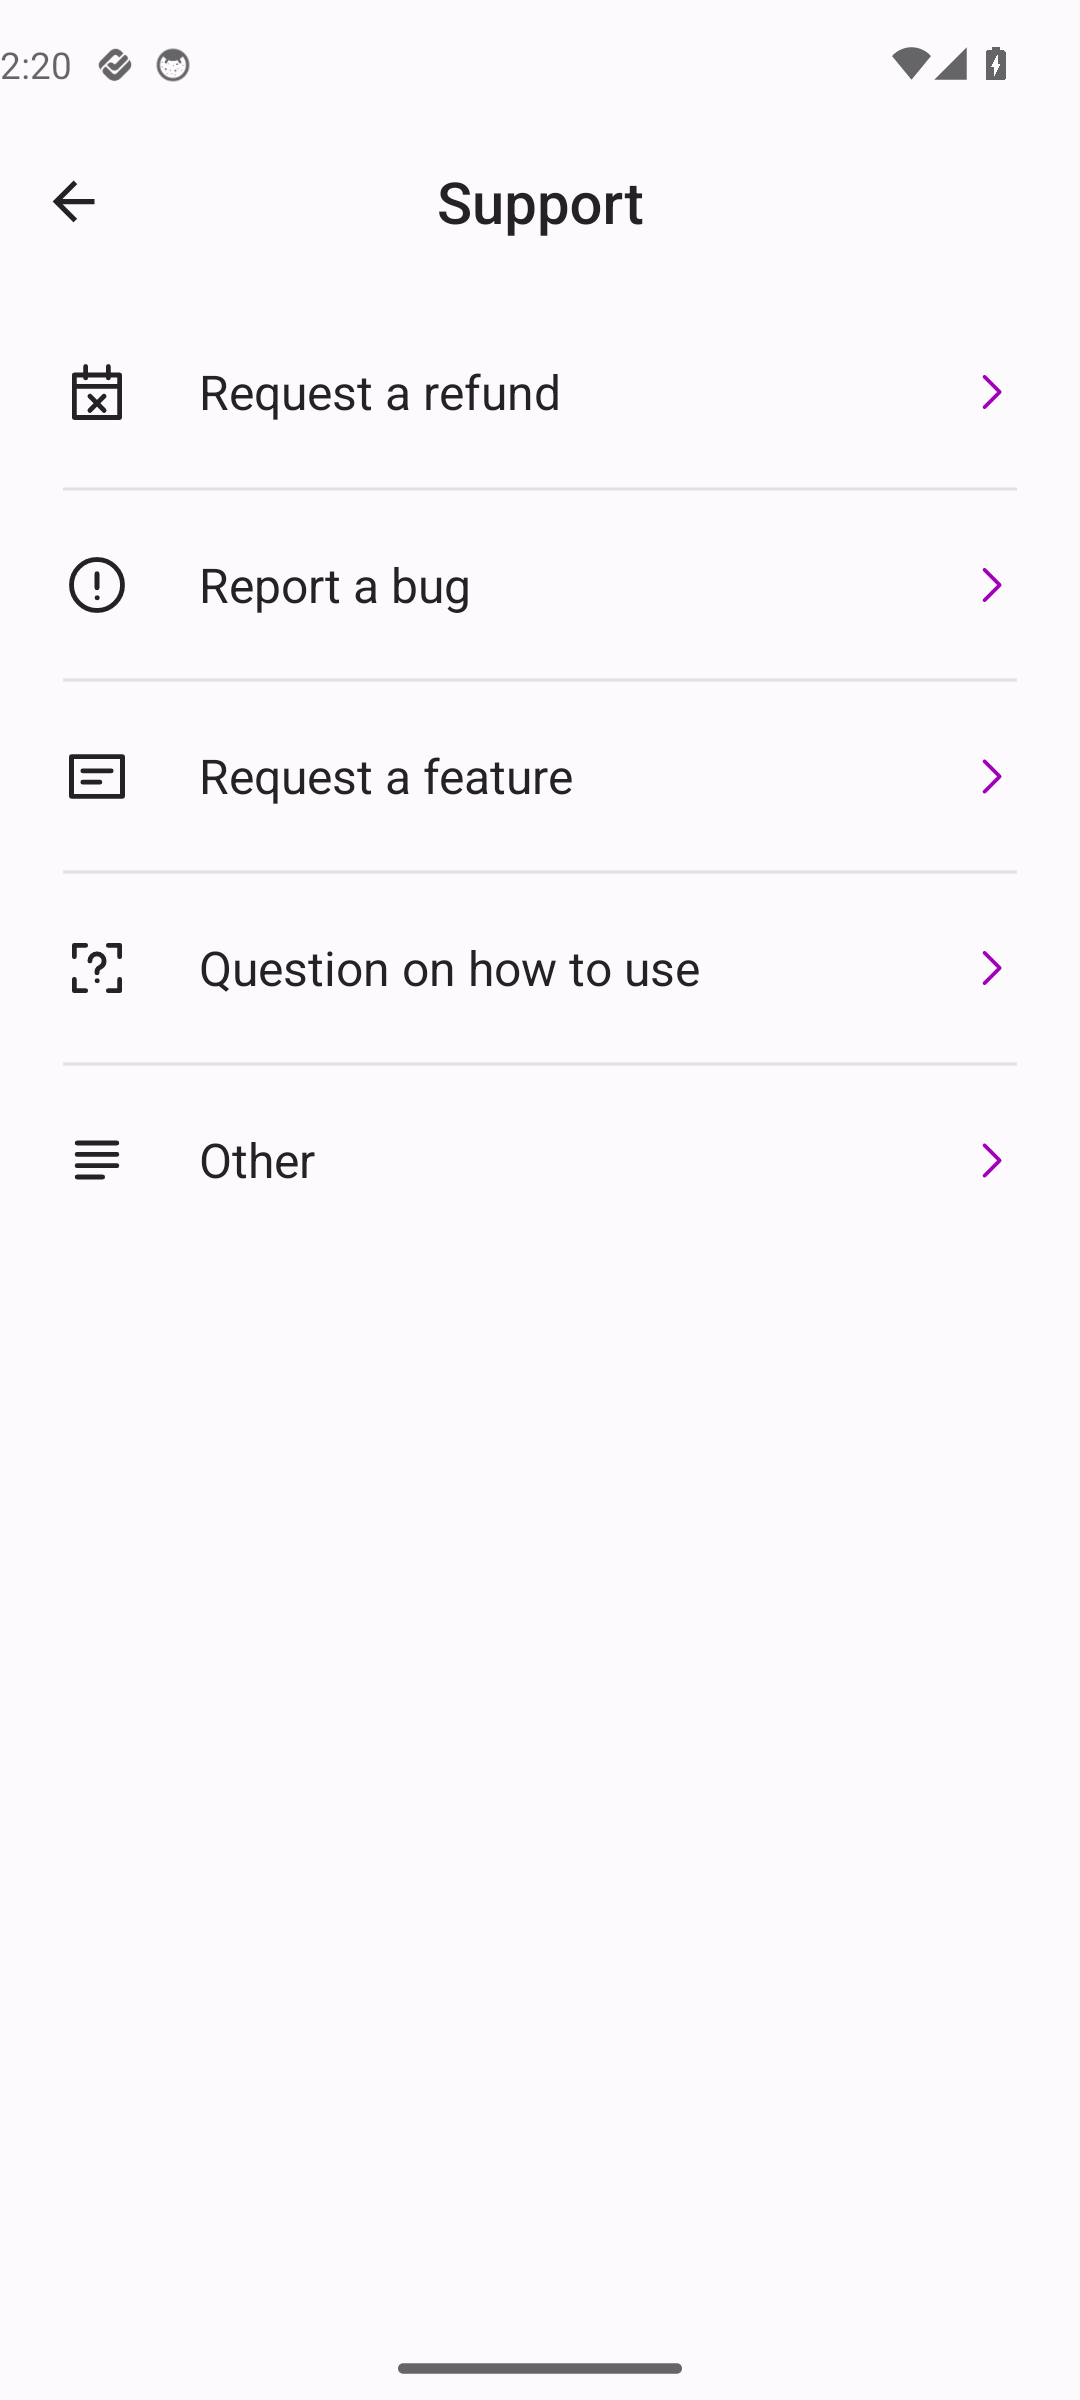 2:20
Support
Request a refund
Report a bug
Request a feature
Question on how to use
Other